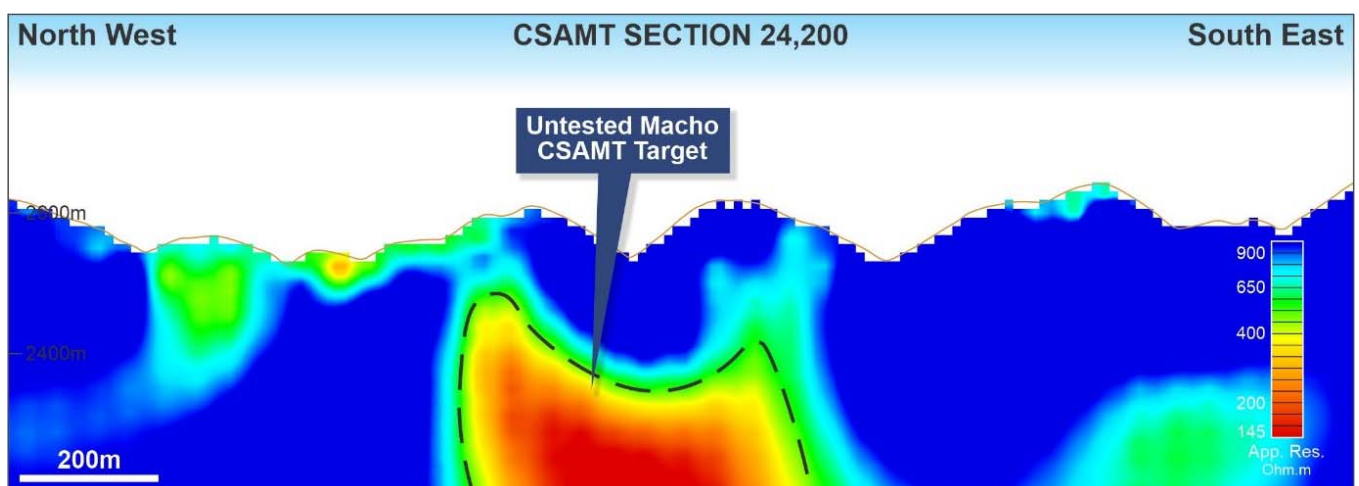 North West
CSAMT SECTION 24,200
South East
Untested Macho
CSAMT Target
2600m
2400m
900
650
400
200
145
App. Res.
Ohm.m
200m